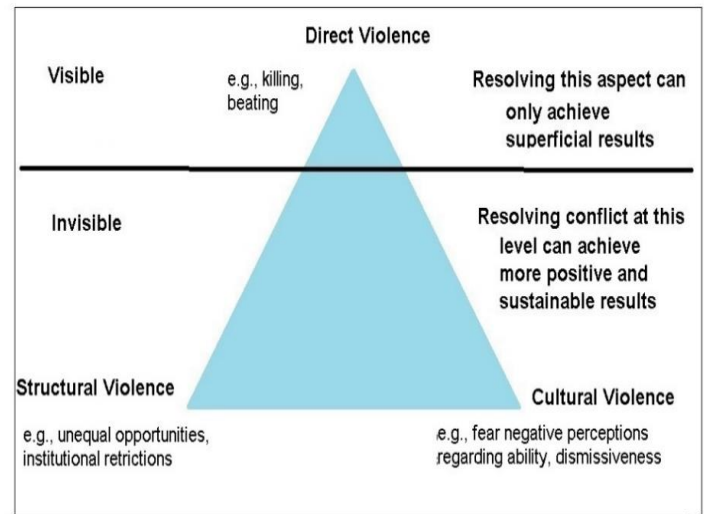 Direct Violence
Visible
e.g., killing,
beating
Resolving this aspect can
only achieve
superficial results
Invisible
Resolving conflict at this
level can achieve
more positive and
sustainable results
Structural Violence
e.g., unequal opportunities,
institutional retrictions
Cultural Violence
e.g., fear negative perceptions
regarding ability, dismissiveness